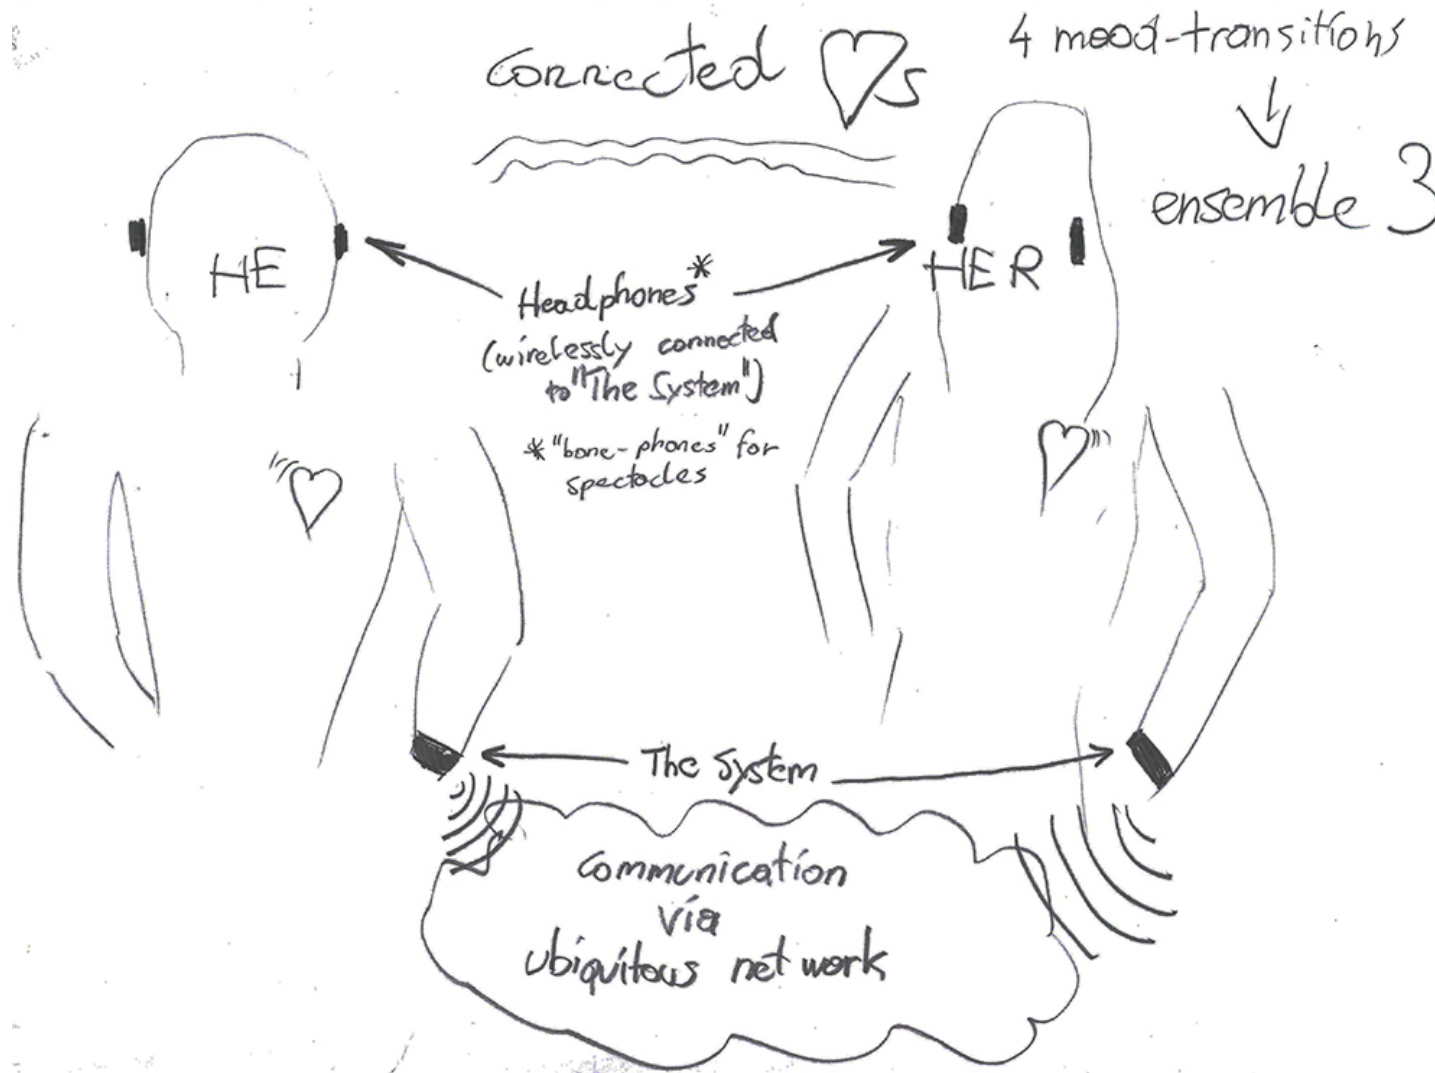 connected ♡s
4 mood-transitions
↓
ensemble 3
HE
HER
Headphones*
(wirelessly connected
to "The System")
* "bone-phones" for
spectacles
The System
Communication
via
ubiquitous network